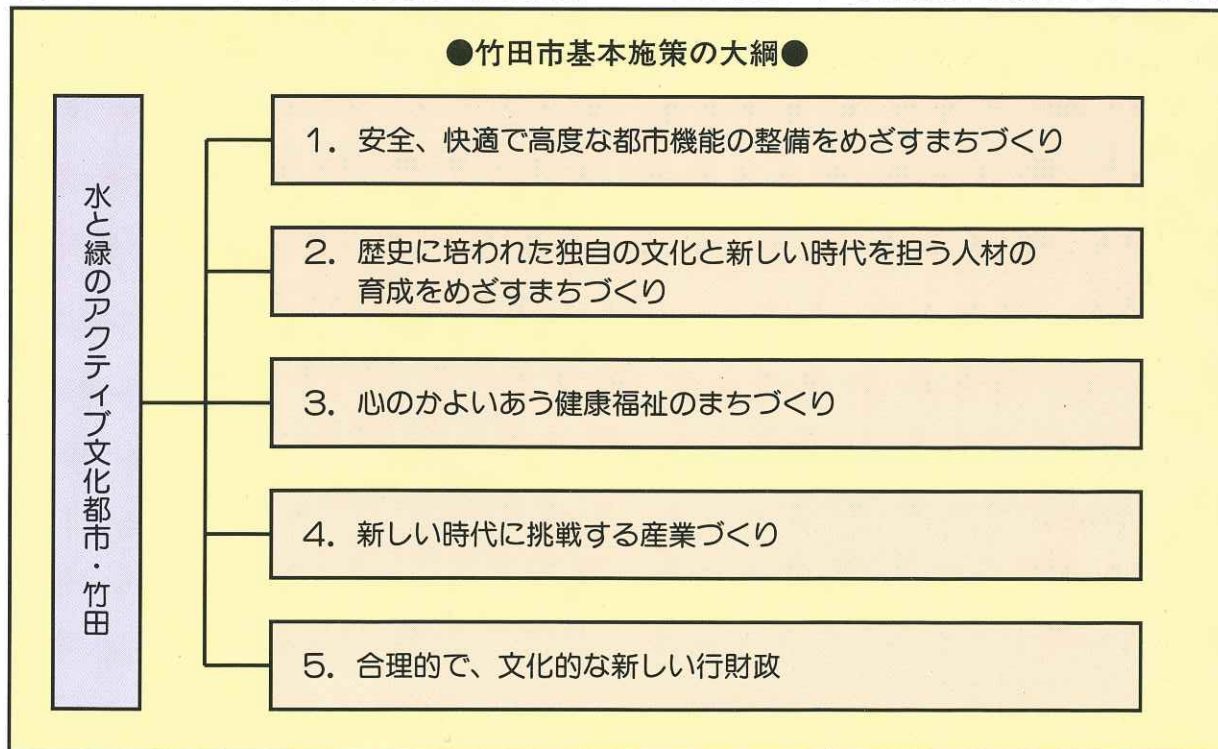 ●竹田市基本施策の大綱●
水と緑のアクティブ文化都市・竹田
1. 安全、快適で高度な都市機能の整備をめざすまちづくり
2. 歴史に培われた独自の文化と新しい時代を担う人材の
育成をめざすまちづくり
3. 心のかよいあう健康福祉のまちづくり
4. 新しい時代に挑戦する産業づくり
5. 合理的で、文化的な新しい行財政